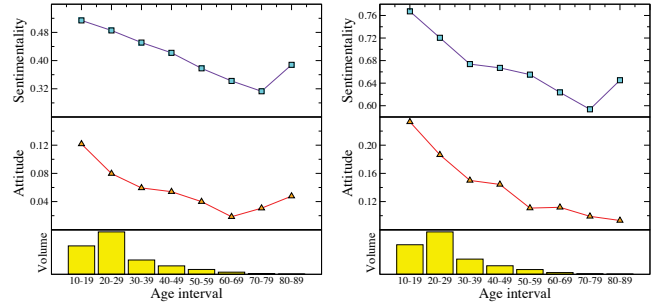 Sentimentality
0.48
0.40
0.32
Attitude
0.12
0.08
0.04
Volume
10-19 20-29 30-39 40-49 50-59 60-69 70-79 80-89
Age interval
Sentimentality
0.76
0.72
0.68
0.64
0.60
Attitude
0.20
0.16
0.12
Volume
10-19 20-29 30-39 40-49 50-59 60-69 70-79 80-89
Age interval